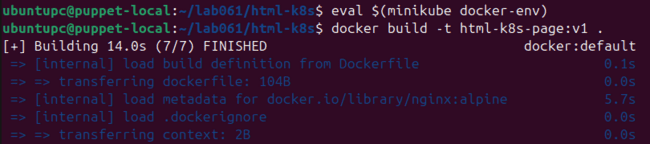 ubuntupc@puppet-local:~/lab061/html-k8s$ eval $(minikube docker-env)
ubuntupc@puppet-local:~/lab061/html-k8s$ docker build -t html-k8s-page:v1 .
[+] Building 14.0s (7/7) FINISHED docker:default
=> [internal] load build definition from Dockerfile 0.1s
=> => transferring dockerfile: 104B 0.0s
=> [internal] load metadata for docker.io/library/nginx:alpine 5.7s
=> [internal] load .dockerignore 0.0s
=> => transferring context: 2B 0.0s